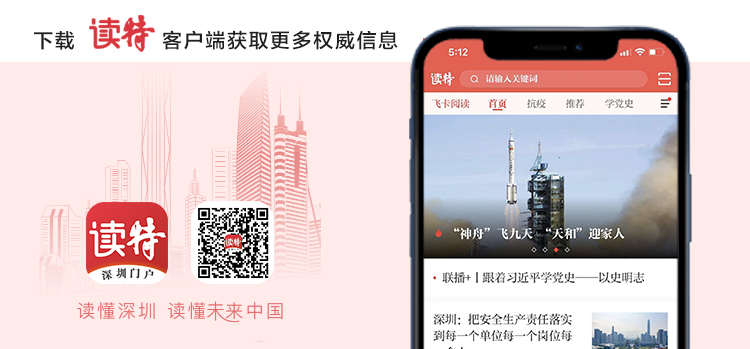 下载 读特 客户端获取更多权威信息
读特
深圳门户
读特
读懂深圳 读懂未来中国
5:12
读特 请输入关键词
飞卡阅读 首页 抗疫 推荐 学党史
“神舟”飞九天 “天和”迎家人
联播+丨跟着习近平学党史——以史明志
深圳：把安全生产责任落实
到每一个单位每一个岗位每